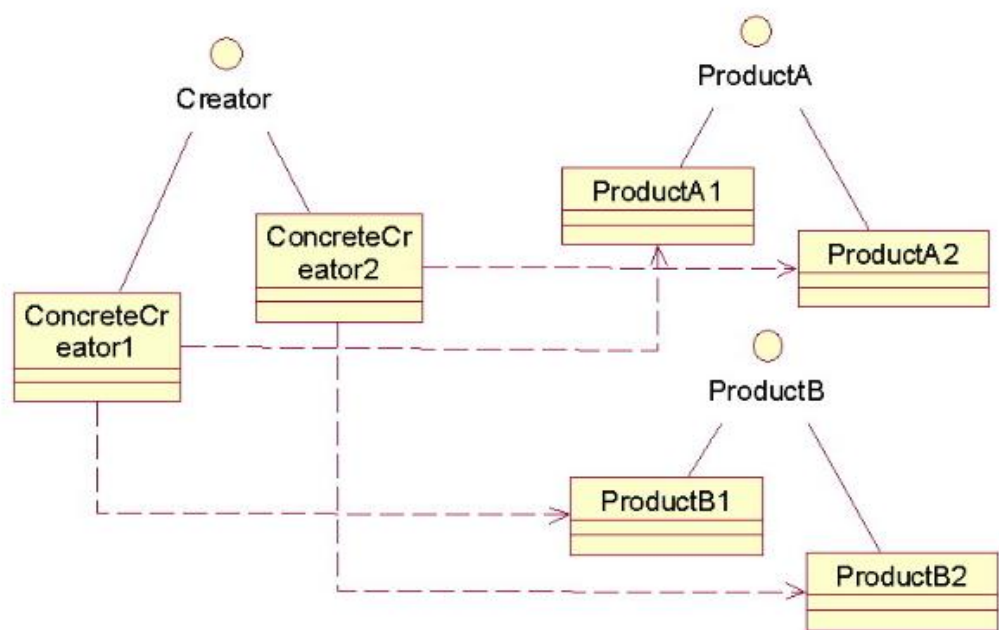 Creator
ProductA
ProductA1
ConcreteCr
eator2
ProductA2
ConcreteCr
eator1
ProductB
ProductB1
ProductB2